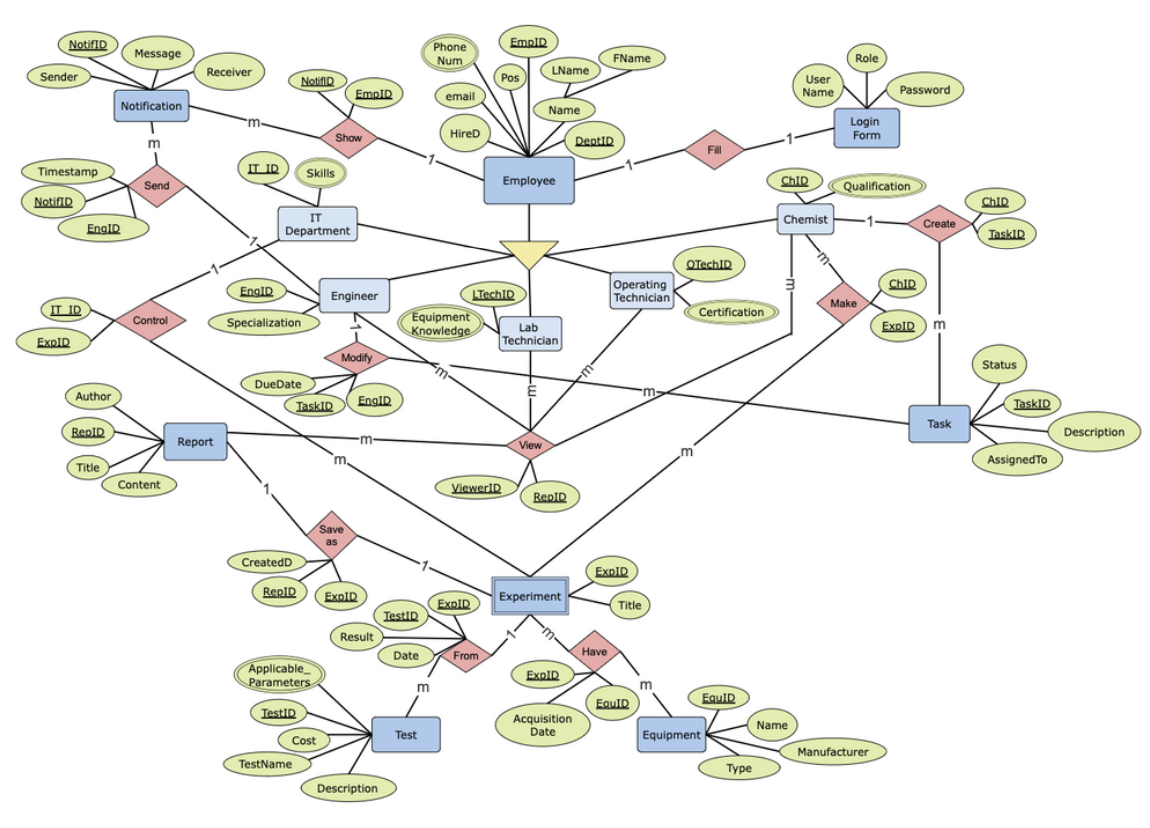 NotifID
Message
Sender
Receiver
Notification
m
m
Show
NotifID
EmpID
1
Phone
Num
EmpID
FName
LName
Pos
email
Name
HireD
DeptID
Employee
1
Fill
1
User
Name
Role
Password
Login
Form
Timestamp
Send
NotifID
EngID
1
IT_ID
Skills
IT
Department
1
ChID
Qualification
Chemist
1
Create
ChID
TaskID
m
m
m
Make
ChID
ExpID
EngID
Specialization
Engineer
LTechID
Equipment
Knowledge
Lab
Technician
Operating
Technician
OTechID
Certification
IT_ID
ExpID
Control
1
Modify
DueDate
TaskID
EngID
m
m
m
m
Status
TaskID
Description
AssignedTo
Task
Author
RepID
Title
Content
Report
m
m
View
ViewerID
RepID
m
1
Save
as
CreatedD
RepID
ExpID
1
Experiment
ExpID
Title
TestID
ExpID
Result
Date
From
1
m
m
Have
ExpID
EquID
Acquisition
Date
m
Applicable_
Parameters
TestID
Cost
TestName
Description
Test
Equipment
EquID
Name
Manufacturer
Type